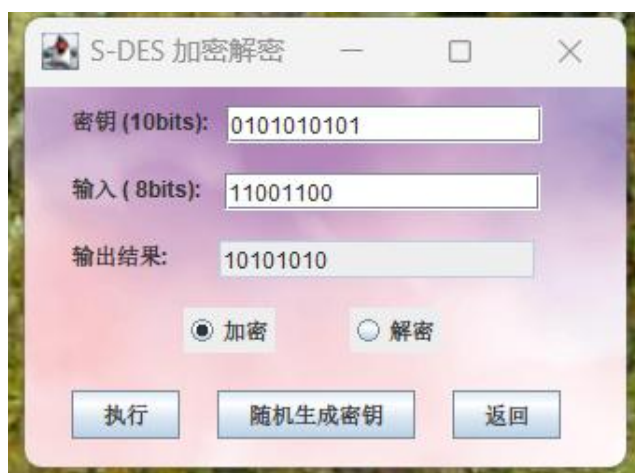 S-DES 加密解密
密钥 (10bits): 0101010101
输入 ( 8bits): 11001100
输出结果: 10101010
加密 解密
执行 随机生成密钥 返回